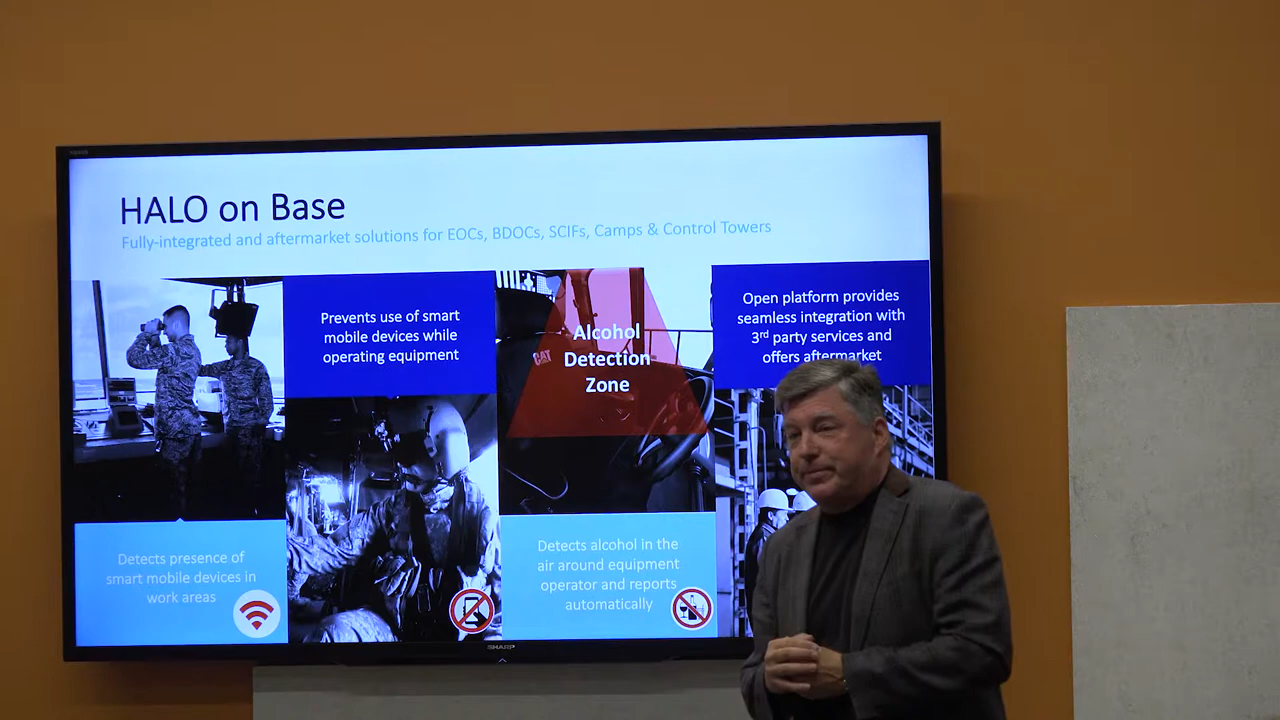 HALO on Base
Fully-integrated and aftermarket solutions for EOCs, BDOCs, SCIFs, Camps & Control Towers
Prevents use of smart
mobile devices while
operating equipment
CAT
Alcohol
Detection
Zone
Open platform provides
seamless integration with
3rd party services and
offers aftermarket
Detects presence of
smart mobile devices in
work areas
Detects alcohol in the
air around equipment
operator and reports
automatically
SHARP